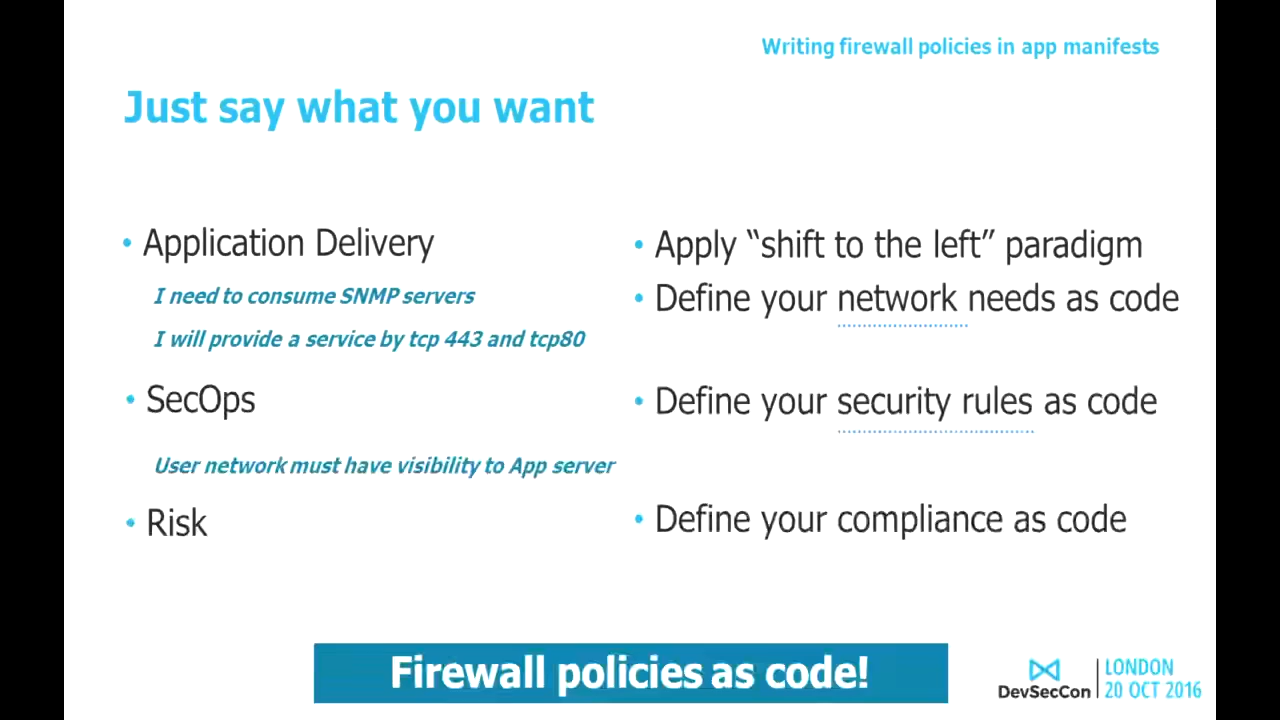 Writing firewall policies in app manifests
Just say what you want
• Application Delivery
I need to consume SNMP servers
I will provide a service by tcp 443 and tcp80
• SecOps
User network must have visibility to App server
• Risk
• Apply “shift to the left” paradigm
• Define your network needs as code
• Define your security rules as code
• Define your compliance as code
Firewall policies as code!
DevSecCon
LONDON
20 OCT 2016